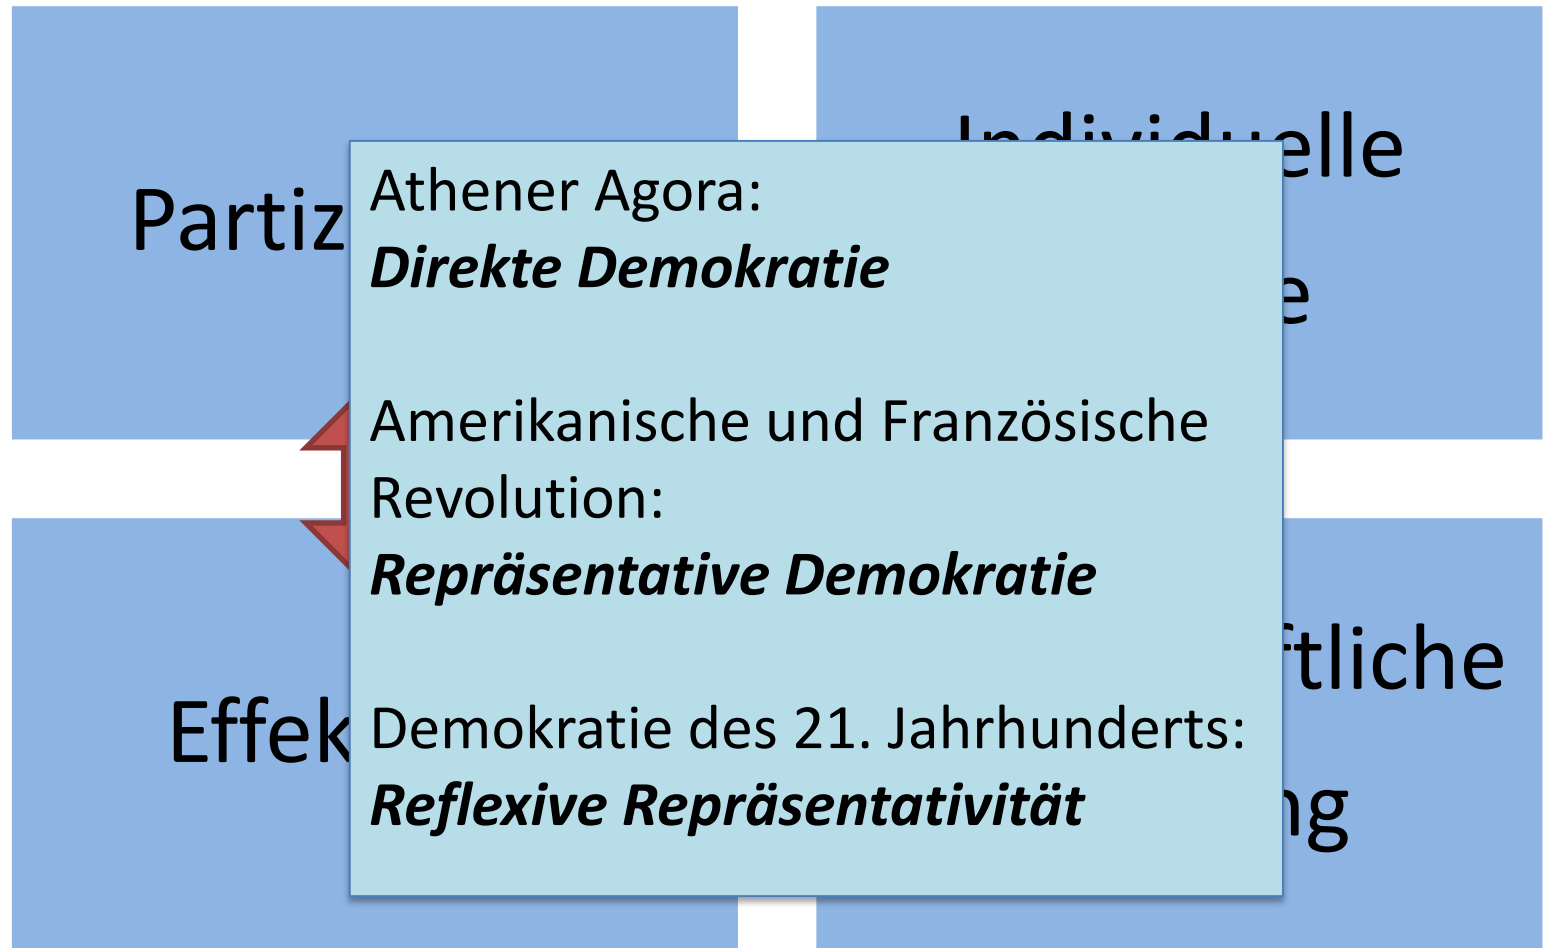 Individuelle
Partiz
e
Athener Agora:
Direkte Demokratie
Amerikanische und Französische
Revolution:
Repräsentative Demokratie
Demokratie des 21. Jahrhunderts:
Reflexive Repräsentativität
Effek
ftliche
ng